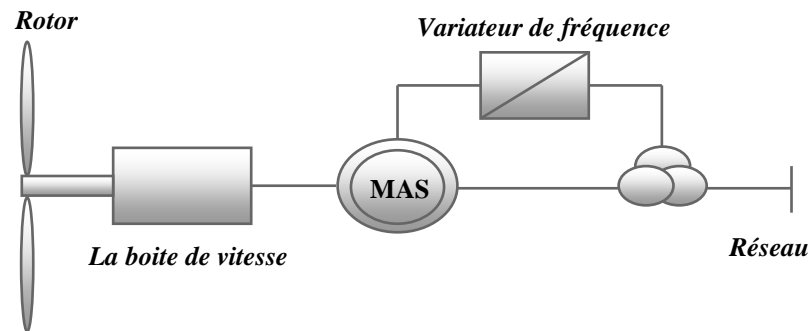 Rotor
Variateur de fréquence
MAS
La boite de vitesse
Réseau